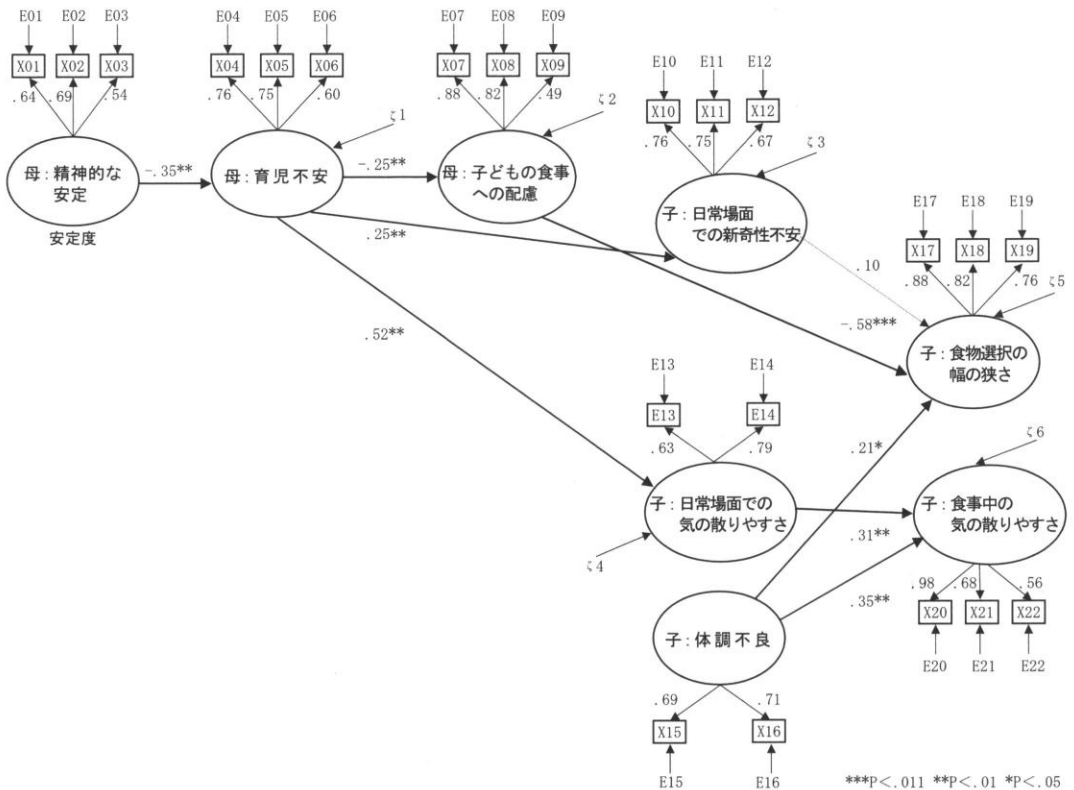 E01 E02 E03
X01 X02 X03
.64 .69 .54
母：精神的な
安定
安定度
-.35**
E04 E05 E06
X04 X05 X06
.76 .75 .60
ζ1
母：育児不安
-.25**
.25**
.52**
E07 E08 E09
X07 X08 X09
.88 .82 .49
ζ2
母：子どもの食事
への配慮
-.58***
E10 E11 E12
X10 X11 X12
.76 .75 .67
ζ3
子：日常場面
での新奇性不安
.10
E17 E18 E19
X17 X18 X19
.88 .82 .76
ζ5
子：食物選択の
幅の狭さ
E13 E14
E13 E14
.63 .79
子：日常場面での
気の散りやすさ
ζ4
.21*
.31**
.35**
ζ6
子：食事中の
気の散りやすさ
.98 .68 .56
X20 X21 X22
E20 E21 E22
子：体調不良
.69 .71
X15 X16
E15 E16
***P<.011 **P<.01 *P<.05